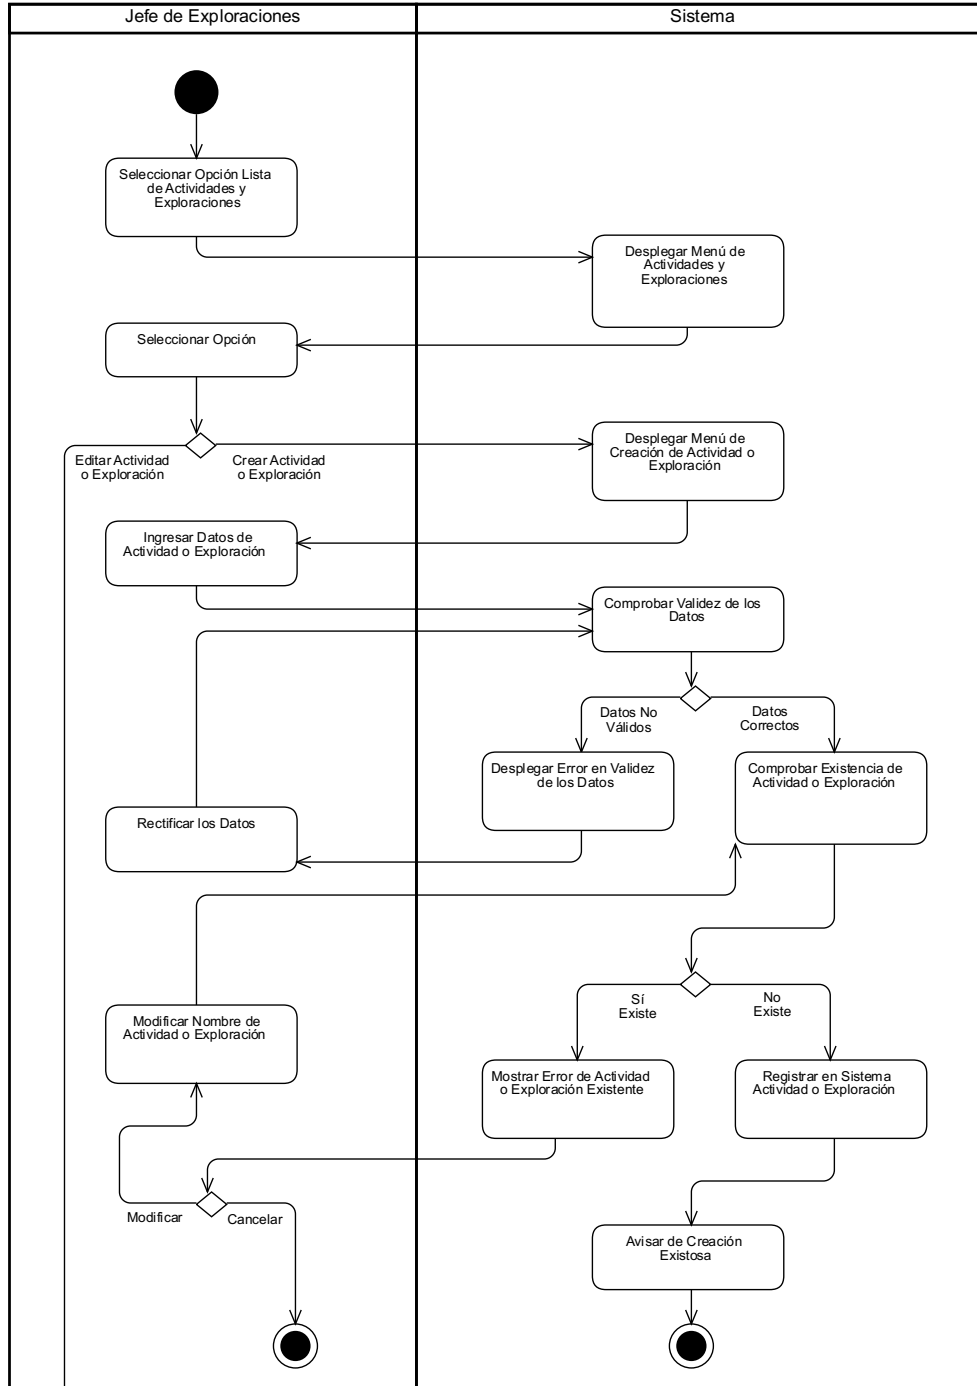 Jefe de Exploraciones
Sistema
Seleccionar Opción Lista
de Actividades y
Exploraciones
Desplegar Menú de
Actividades y
Exploraciones
Seleccionar Opción
Editar Actividad
o Exploración
Crear Actividad
o Exploración
Desplegar Menú de
Creación de Actividad o
Exploración
Ingresar Datos de
Actividad o Exploración
Comprobar Validez de los
Datos
Datos No
Válidos
Datos
Correctos
Desplegar Error en Validez
de los Datos
Comprobar Existencia de
Actividad o Exploración
Rectificar los Datos
Sí
Existe
No
Existe
Modificar Nombre de
Actividad o Exploración
Mostrar Error de Actividad
o Exploración Existente
Registrar en Sistema
Actividad o Exploración
Modificar
Cancelar
Avisar de Creación
Existosa